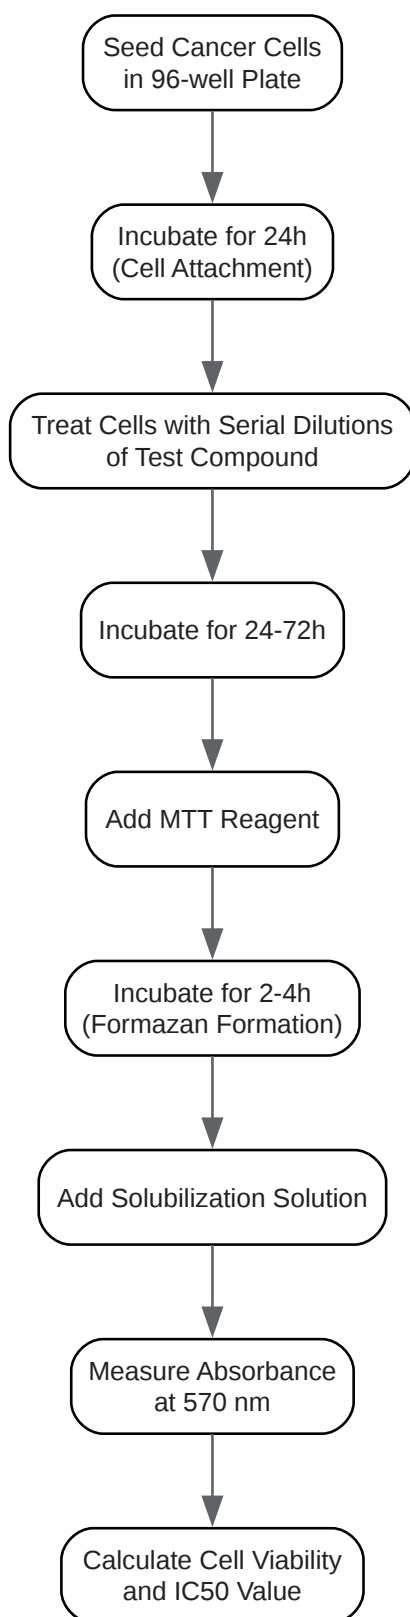 Seed Cancer Cells
in 96-well Plate
Incubate for 24h
(Cell Attachment)
Treat Cells with Serial Dilutions
of Test Compound
Incubate for 24-72h
Add MTT Reagent
Incubate for 2-4h
(Formazan Formation)
Add Solubilization Solution
Measure Absorbance
at 570 nm
Calculate Cell Viability
and IC50 Value